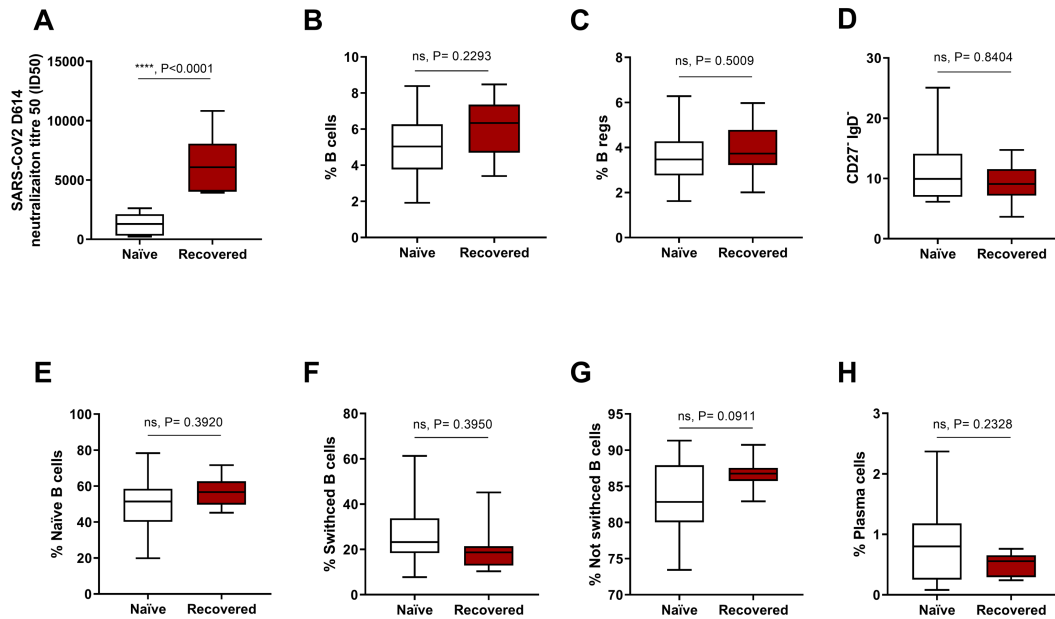 A
SARS-CoV2 D614
neutralizaiton titre 50 (ID50)
15000
10000
5000
0
****, P<0.0001
Naïve Recovered
B
% B cells
10
8
6
4
2
0
ns, P= 0.2293
Naïve Recovered
C
% B regs
8
6
4
2
0
ns, P= 0.5009
Naïve Recovered
D
CD27⁻ IgD⁻
30
20
10
0
ns, P= 0.8404
Naïve Recovered
E
% Naïve B cells
100
80
60
40
20
0
ns, P= 0.3920
Naïve Recovered
F
% Swithced B cells
80
60
40
20
0
ns, P= 0.3950
Naïve Recovered
G
% Not swithced B cells
95
90
85
80
75
70
ns, P= 0.0911
Naïve Recovered
H
% Plasma cells
3
2
1
0
ns, P= 0.2328
Naïve Recovered